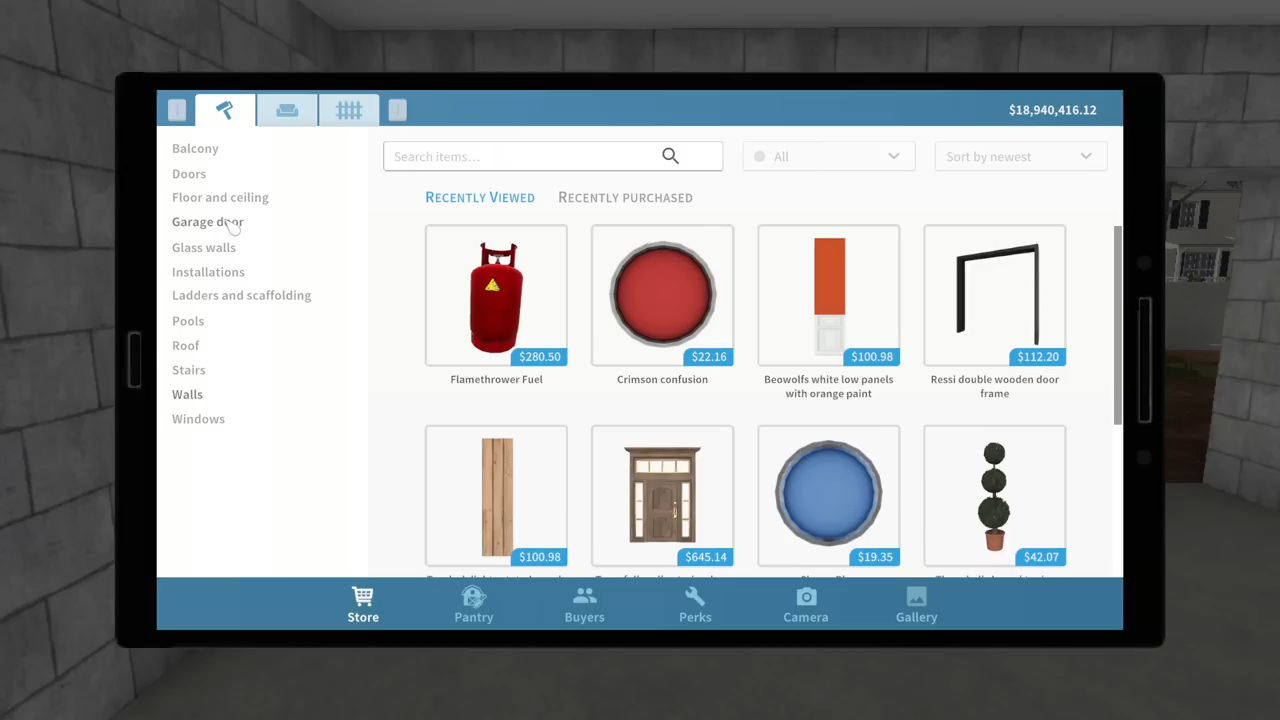 $18,940,416.12
Balcony
Doors
Floor and ceiling
Garage door
Glass walls
Installations
Ladders and scaffolding
Pools
Roof
Stairs
Walls
Windows
Search items...
All
Sort by newest
RECENTLY VIEWED
RECENTLY PURCHASED
$280.50
$22.16
$100.98
$112.20
Flamethrower Fuel
Crimson confusion
Beowolfs white low panels
with orange paint
Ressi double wooden door
frame
$100.98
$645.14
$19.35
$42.07
Store
Pantry
Buyers
Perks
Camera
Gallery